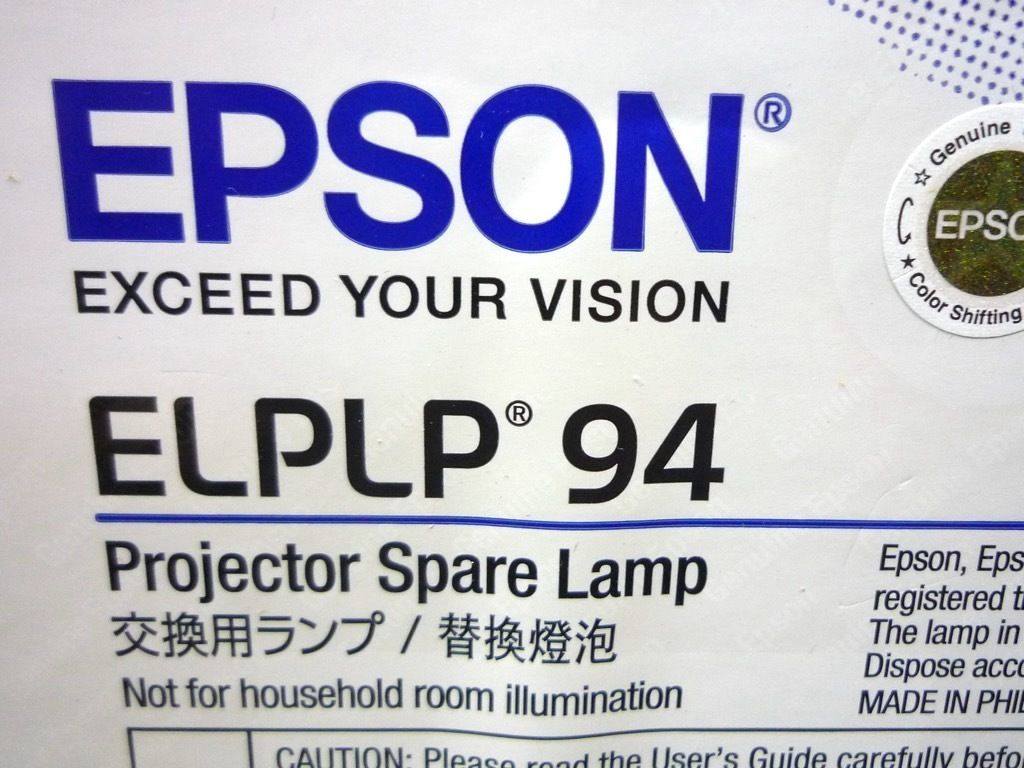 EPSON®
EXCEED YOUR VISION
☆ Genuine
EPSO
★ Color Shifting
ELPLP® 94
Projector Spare Lamp
交換用ランプ / 替換燈泡
Not for household room illumination
Epson, Eps
registered
The lamp in
Dispose acco
MADE IN PHIL
CAUTION: Please read the User's Guide carefully befo